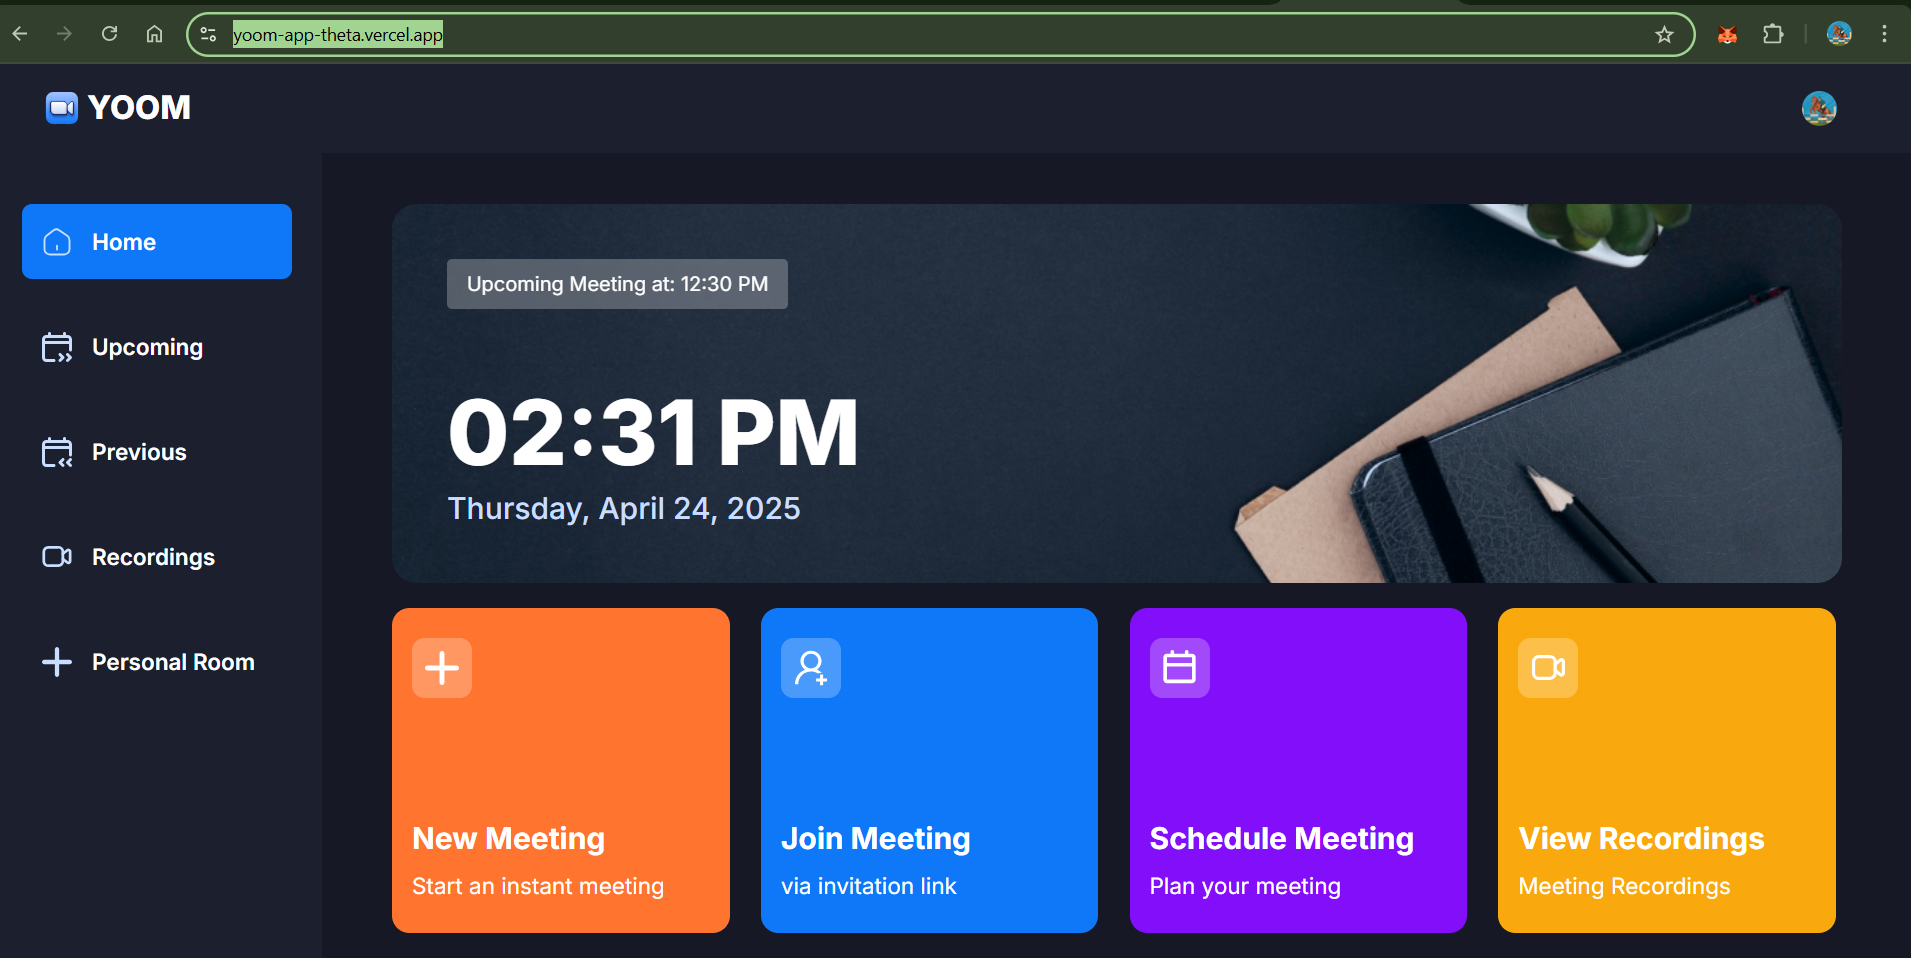 yoom-app-theta.vercel.app
YOOM
Home
Upcoming
Previous
Recordings
Personal Room
Upcoming Meeting at: 12:30 PM
02:31 PM
Thursday, April 24, 2025
New Meeting
Start an instant meeting
Join Meeting
via invitation link
Schedule Meeting
Plan your meeting
View Recordings
Meeting Recordings